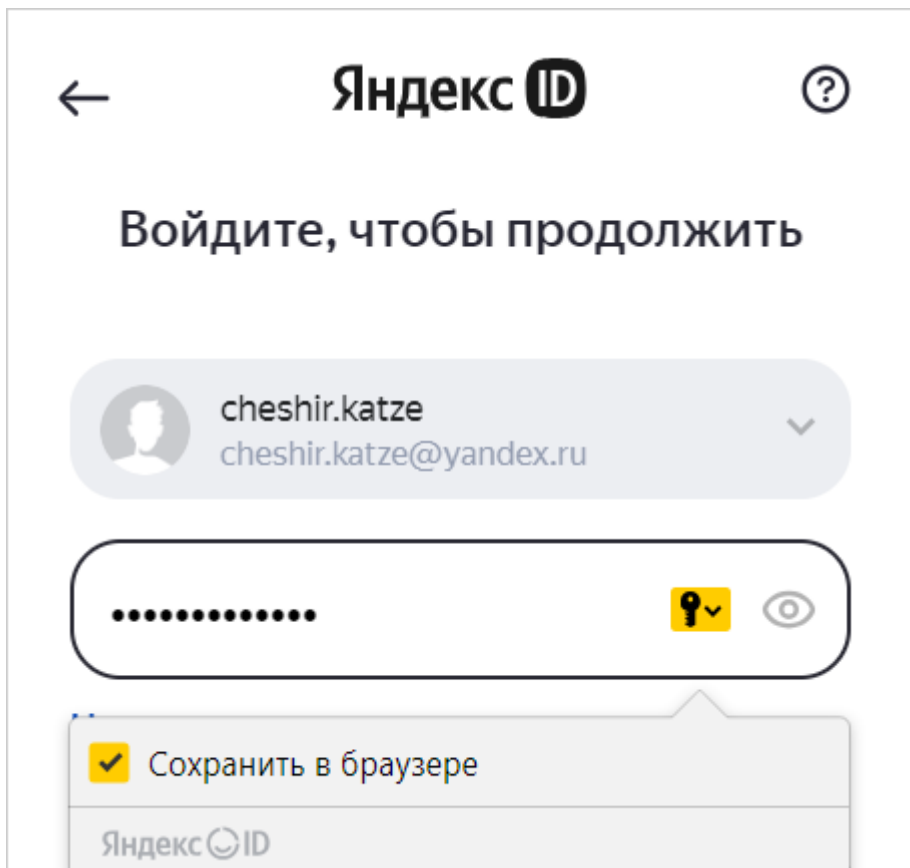 Яндекс ID
Войдите, чтобы продолжить
cheshir.katze
cheshir.katze@yandex.ru
•••••••••••••
Сохранить в браузере
Яндекс ID